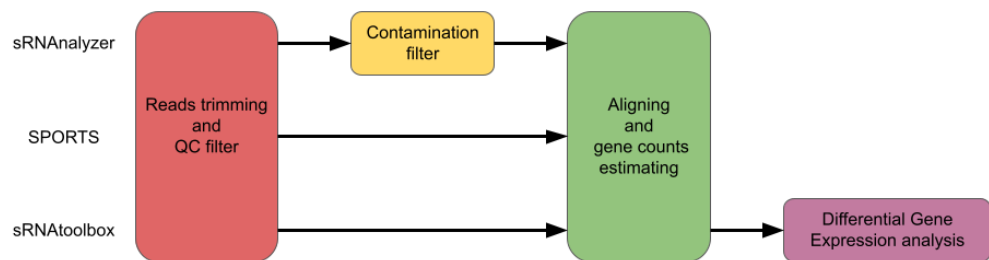 sRNAnalyzer
Contamination
filter
Reads trimming
and
QC filter
Aligning
and
gene counts
estimating
SPORTS
sRNAtoolbox
Differential Gene
Expression analysis